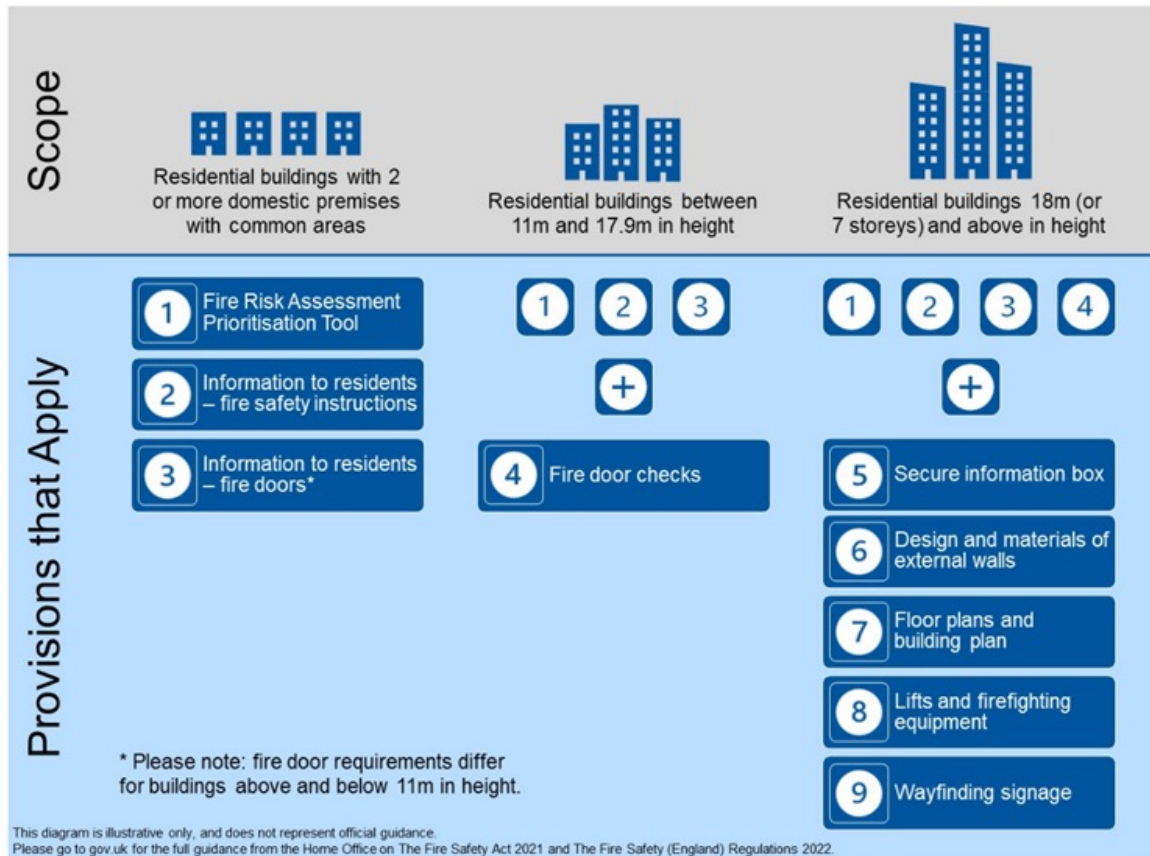 Scope
Residential buildings with 2
or more domestic premises
with common areas
Residential buildings between
11m and 17.9m in height
Residential buildings 18m (or
7 storeys) and above in height
Provisions that Apply
1
Fire Risk Assessment
Prioritisation Tool
2
Information to residents
– fire safety instructions
3
Information to residents
– fire doors*
1 2 3
+
4
Fire door checks
1 2 3 4
+
5
Secure information box
6
Design and materials of
external walls
7
Floor plans and
building plan
8
Lifts and firefighting
equipment
9
Wayfinding signage
* Please note: fire door requirements differ
for buildings above and below 11m in height.
This diagram is illustrative only, and does not represent official guidance.
Please go to gov.uk for the full guidance from the Home Office on The Fire Safety Act 2021 and The Fire Safety (England) Regulations 2022.